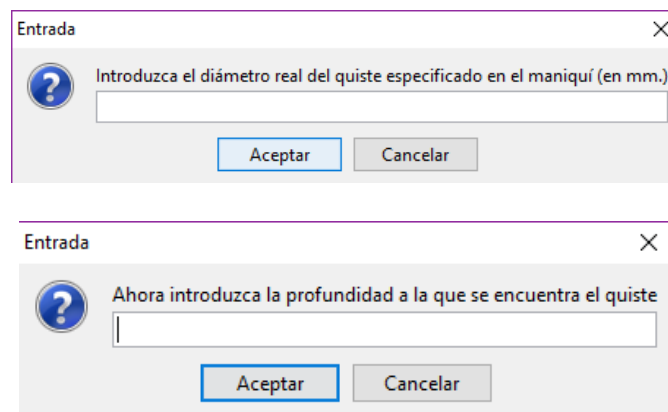 Entrada
Introduzca el diámetro real del quiste especificado en el maniquí (en mm.)
Aceptar Cancelar
Entrada
Ahora introduzca la profundidad a la que se encuentra el quiste
Aceptar Cancelar